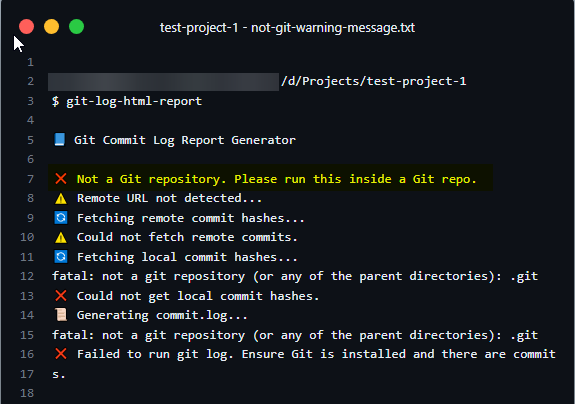 test-project-1 - not-git-warning-message.txt
1
2 /d/Projects/test-project-1
3 $ git-log-html-report
4
5 📘 Git Commit Log Report Generator
6
7 ❌ Not a Git repository. Please run this inside a Git repo.
8 ⚠️ Remote URL not detected...
9 🔄 Fetching remote commit hashes...
10 ⚠️ Could not fetch remote commits.
11 🔄 Fetching local commit hashes...
12 fatal: not a git repository (or any of the parent directories): .git
13 ❌ Could not get local commit hashes.
14 📜 Generating commit.log...
15 fatal: not a git repository (or any of the parent directories): .git
16 ❌ Failed to run git log. Ensure Git is installed and there are commit
17 s.
18